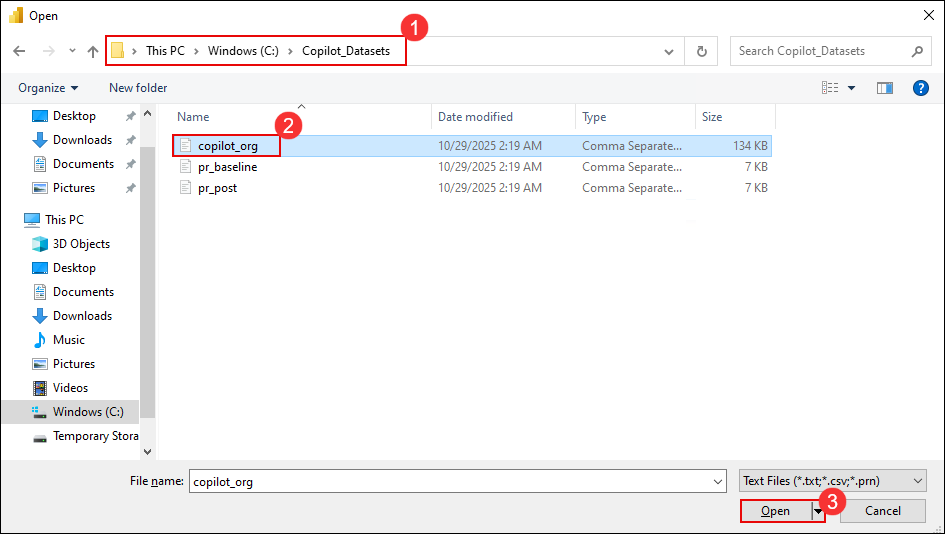 Open
1
This PC > Windows (C:) > Copilot_Datasets
Search Copilot_Datasets
Organize
New folder
?
Name
Date modified
Type
Size
2
copilot_org 10/29/2025 2:19 AM Comma Separate... 134 KB
pr_baseline 10/29/2025 2:19 AM Comma Separate... 7 KB
pr_post 10/29/2025 2:19 AM Comma Separate... 7 KB
Desktop
Downloads
Documents
Pictures
This PC
3D Objects
Desktop
Documents
Downloads
Music
Pictures
Videos
Windows (C:)
Temporary Stora
File name: copilot_org
Text Files (*.txt;*.csv;*.prn)
3
Open
Cancel